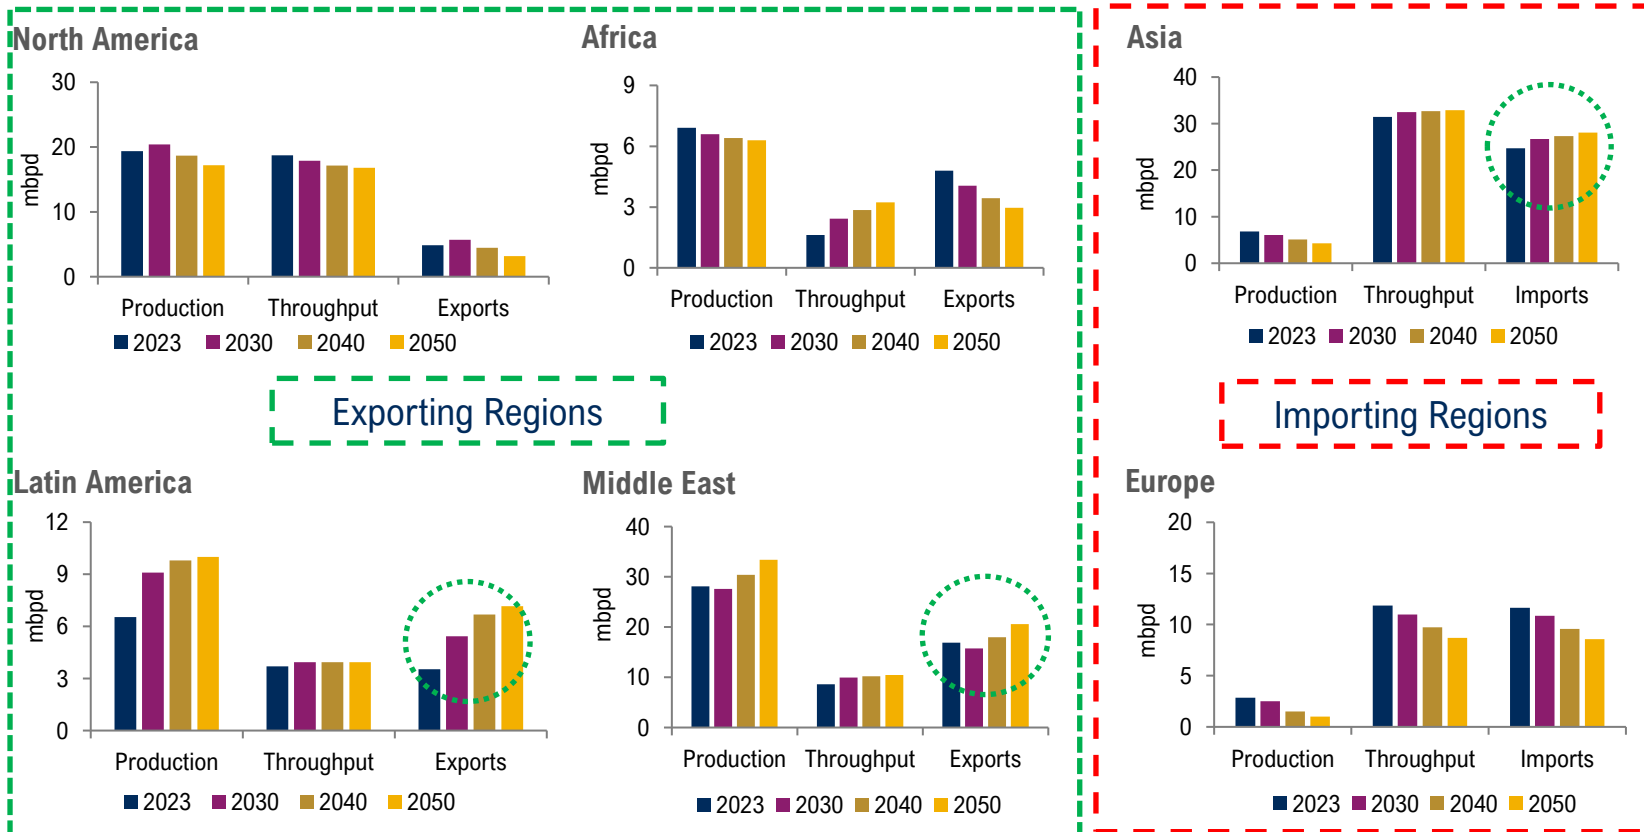 North America
mbpd
30
20
10
0
Production Throughput Exports
2023 2030 2040 2050
Africa
mbpd
9
6
3
0
Production Throughput Exports
2023 2030 2040 2050
Asia
mbpd
40
30
20
10
0
Production Throughput Imports
2023 2030 2040 2050
Exporting Regions
Importing Regions
Latin America
mbpd
12
9
6
3
0
Production Throughput Exports
2023 2030 2040 2050
Middle East
mbpd
40
30
20
10
0
Production Throughput Exports
2023 2030 2040 2050
Europe
mbpd
20
15
10
5
0
Production Throughput Imports
2023 2030 2040 2050